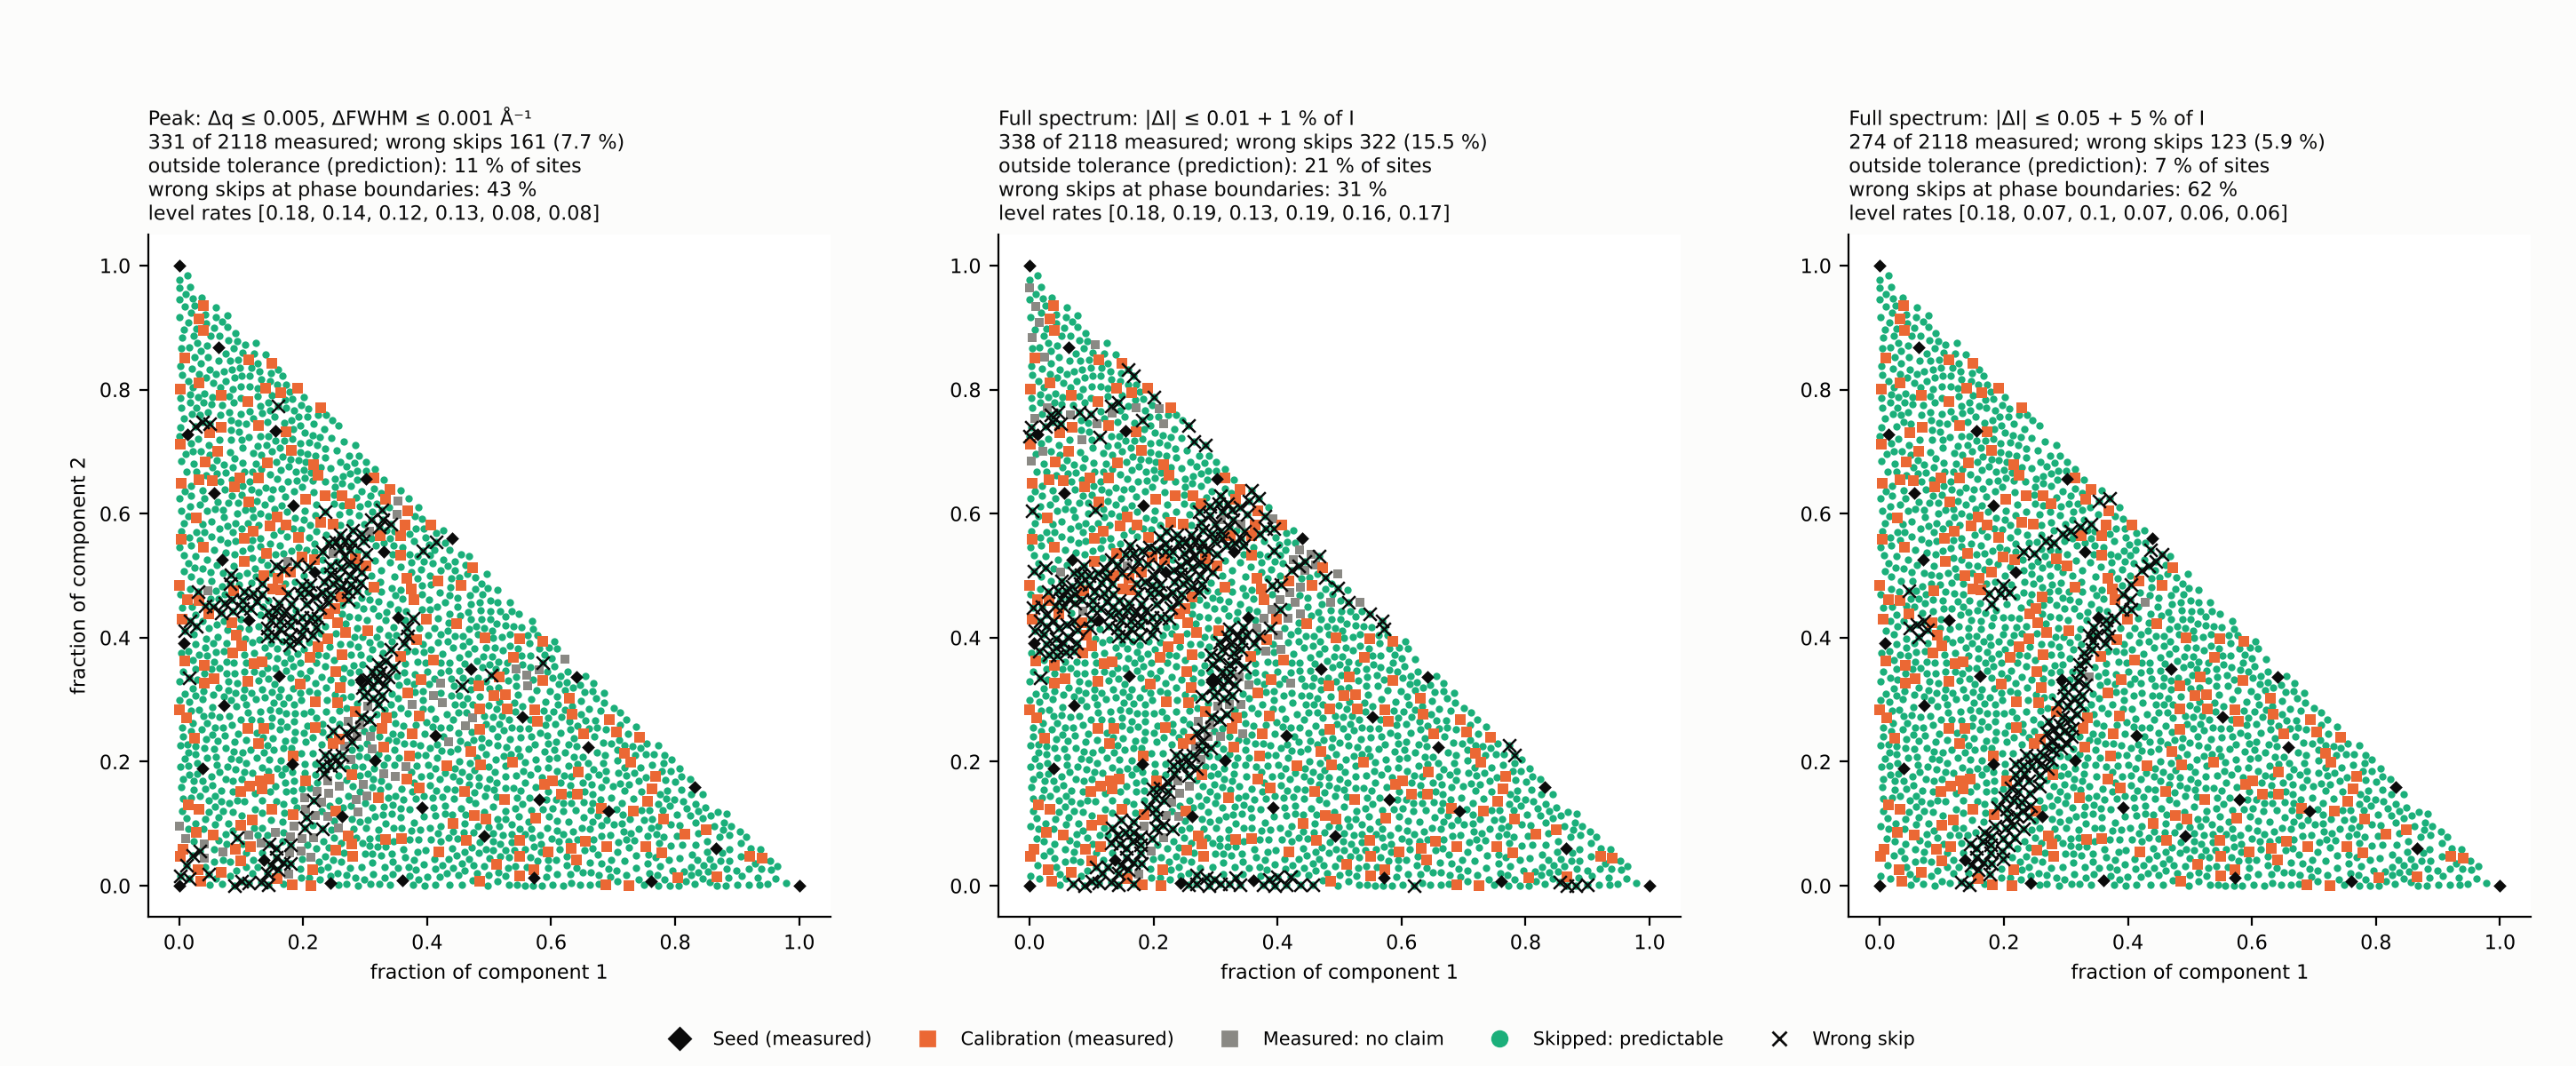 Peak: Δq ≤ 0.005, ΔFWHM ≤ 0.001 Å⁻¹
331 of 2118 measured; wrong skips 161 (7.7 %)
outside tolerance (prediction): 11 % of sites
wrong skips at phase boundaries: 43 %
level rates [0.18, 0.14, 0.12, 0.13, 0.08, 0.08]
1.0
0.8
0.6
0.4
0.2
0.0
fraction of component 2
0.0 0.2 0.4 0.6 0.8 1.0
fraction of component 1
Full spectrum: |ΔI| ≤ 0.01 + 1 % of I
338 of 2118 measured; wrong skips 322 (15.5 %)
outside tolerance (prediction): 21 % of sites
wrong skips at phase boundaries: 31 %
level rates [0.18, 0.19, 0.13, 0.19, 0.16, 0.17]
1.0
0.8
0.6
0.4
0.2
0.0
0.0 0.2 0.4 0.6 0.8 1.0
fraction of component 1
Full spectrum: |ΔI| ≤ 0.05 + 5 % of I
274 of 2118 measured; wrong skips 123 (5.9 %)
outside tolerance (prediction): 7 % of sites
wrong skips at phase boundaries: 62 %
level rates [0.18, 0.07, 0.1, 0.07, 0.06, 0.06]
1.0
0.8
0.6
0.4
0.2
0.0
0.0 0.2 0.4 0.6 0.8 1.0
fraction of component 1
Seed (measured) Calibration (measured) Measured: no claim Skipped: predictable Wrong skip